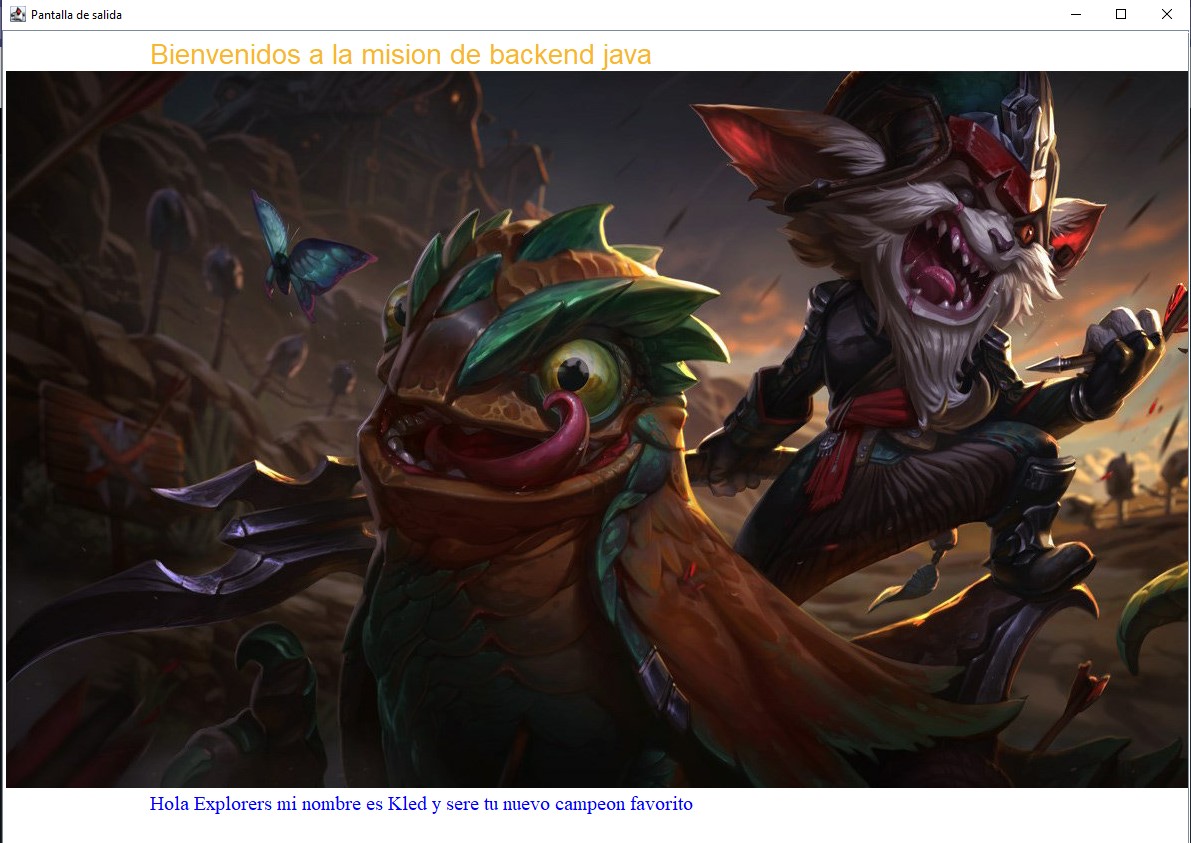 Pantalla de salida
Bienvenidos a la mision de backend java
Hola Explorers mi nombre es Kled y sere tu nuevo campeon favorito